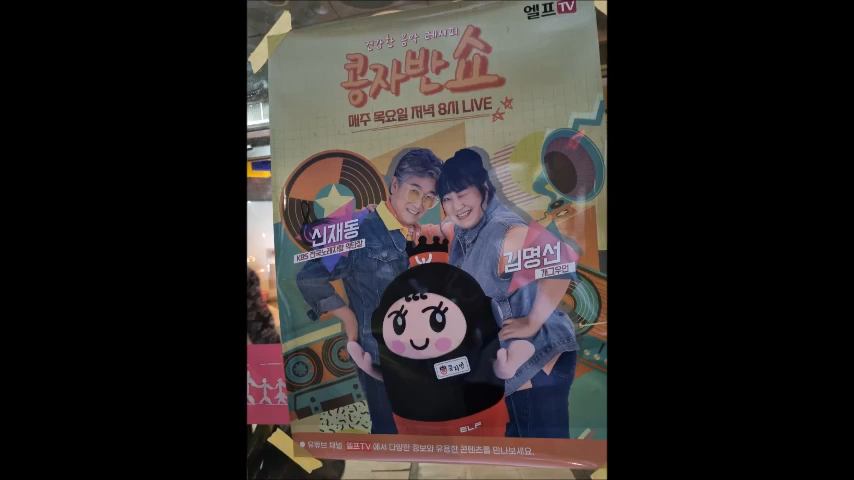 엘프TV
건강한 음악 레시피
콩자반 쇼
매주 목요일 저녁 8시 LIVE
신재동
KBS 전국노래자랑 악단장
김명선
개그우먼
콩자반
ELF
유튜브 채널 엘프TV 에서 다양한 정보와 유용한 콘텐츠를 만나보세요.